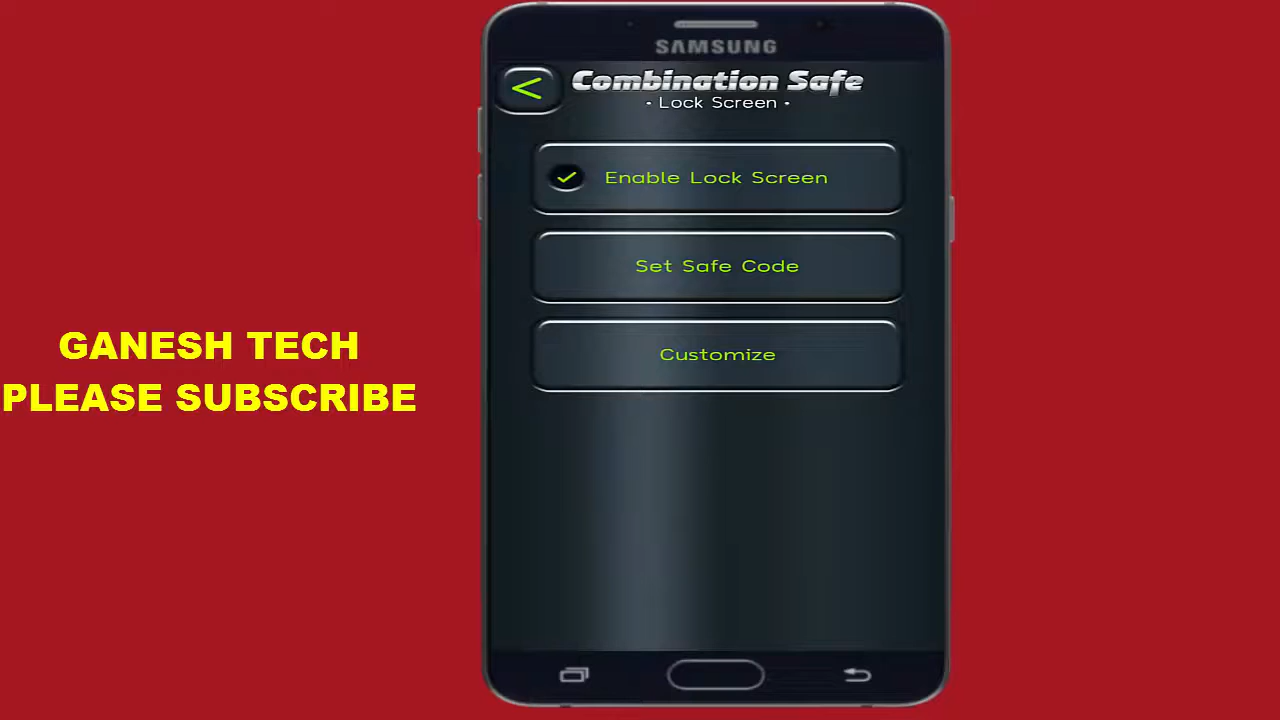 SAMSUNG
Combination Safe
• Lock Screen •
Enable Lock Screen
Set Safe Code
Customize
GANESH TECH
PLEASE SUBSCRIBE